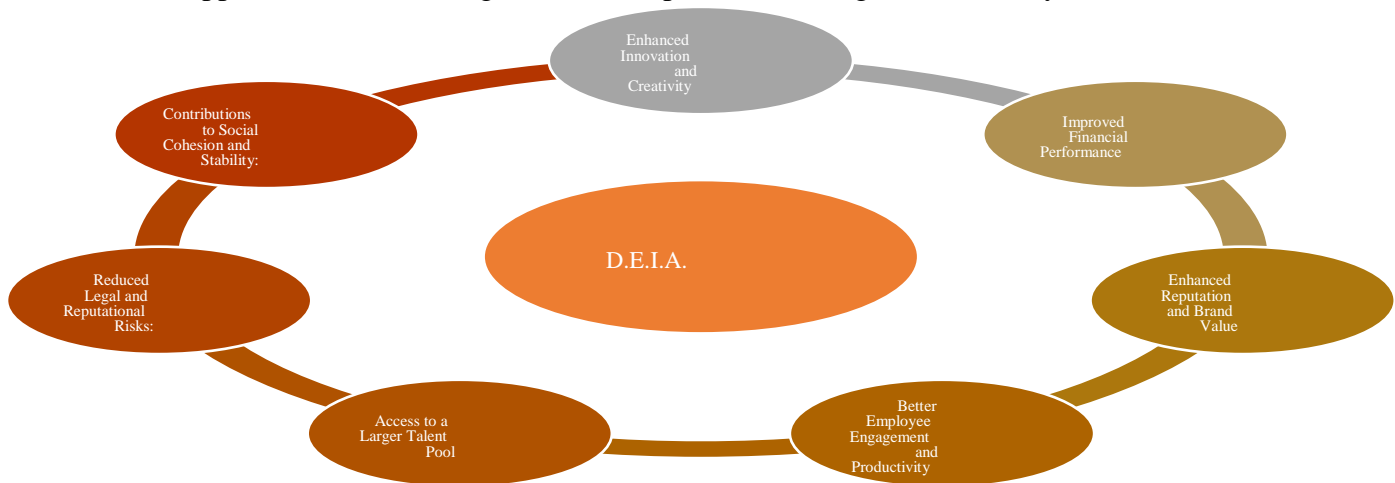 Enhanced
Innovation
and
Creativity
Improved
Financial
Performance
Enhanced
Reputation
and Brand
Value
Better
Employee
Engagement
and
Productivity
Access to a
Larger Talent
Pool
Reduced
Legal and
Reputational
Risks:
Contributions
to Social
Cohesion and
Stability:
D.E.I.A.